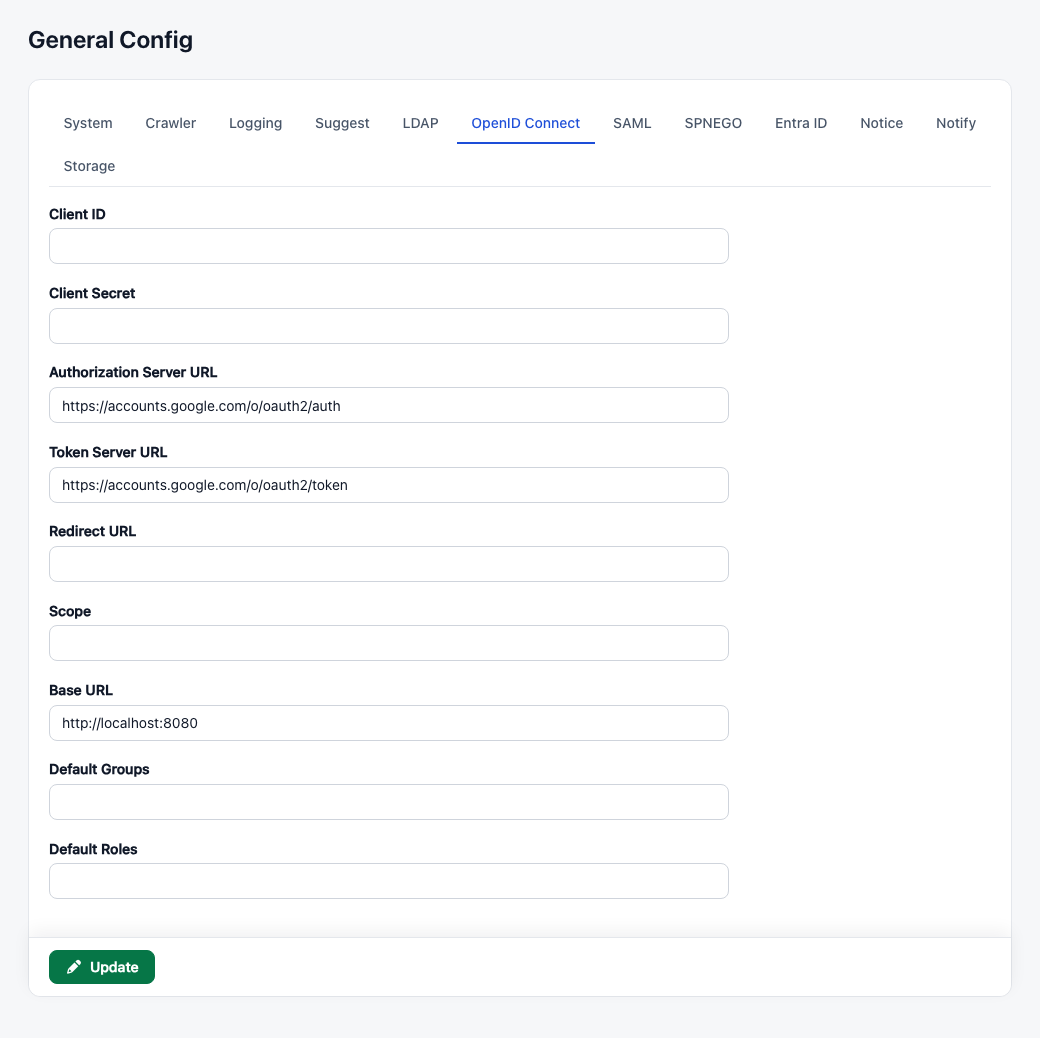 General Config
System Crawler Logging Suggest LDAP OpenID Connect SAML SPNEGO Entra ID Notice Notify
Storage
Client ID
Client Secret
Authorization Server URL
https://accounts.google.com/o/oauth2/auth
Token Server URL
https://accounts.google.com/o/oauth2/token
Redirect URL
Scope
Base URL
http://localhost:8080
Default Groups
Default Roles
Update